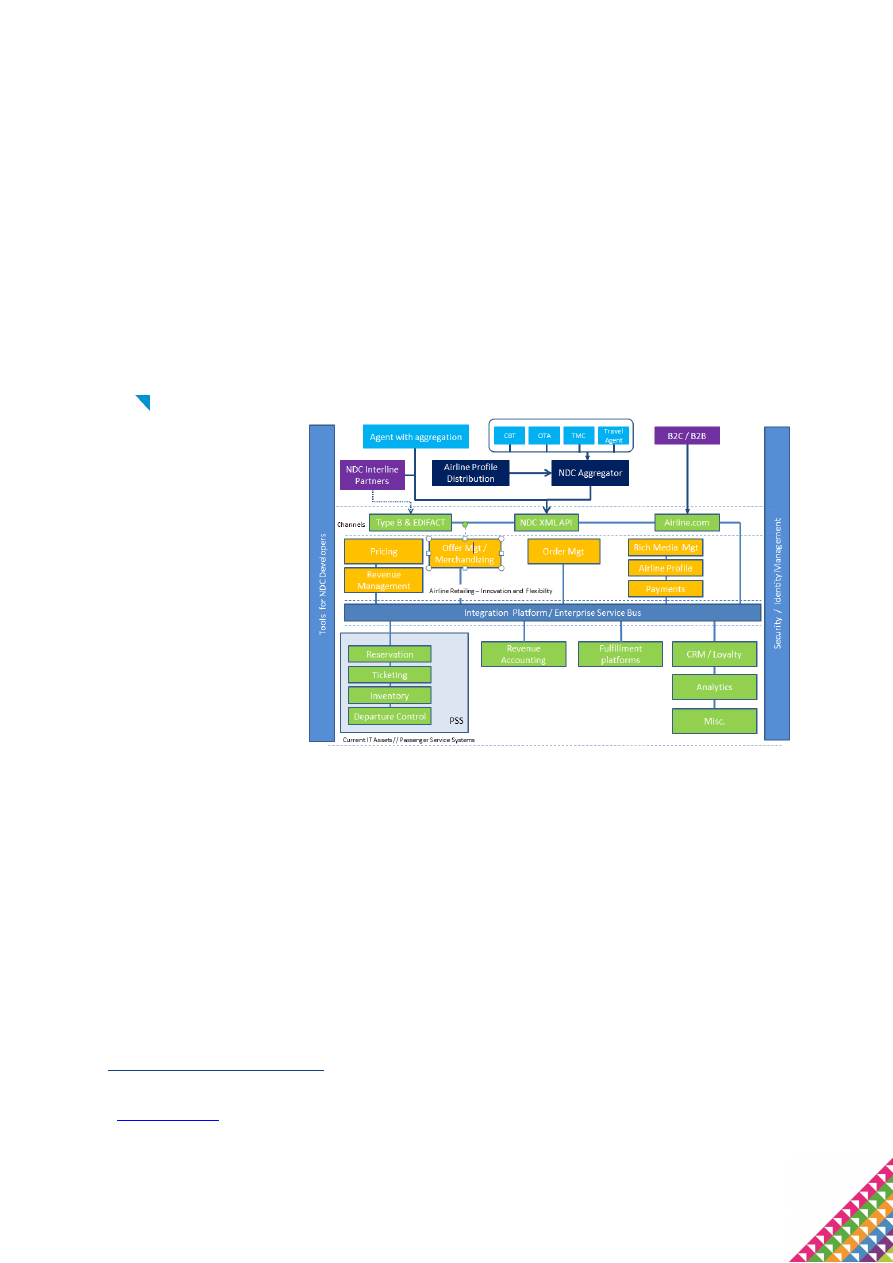 Agent with aggregation
CBT
OTA
TMC
Travel
Agent
B2C / B2B
NDC Interline
Partners
Airline Profile
Distribution
NDC Aggregator
Channels
Type B & EDIFACT
NDC XML API
Airline.com
Pricing
Offer Mgt /
Merchandizing
Order Mgt
Rich Media Mgt
Airline Profile
Payments
Revenue
Management
Airline Retailing – Innovation and Flexibility
Integration Platform / Enterprise Service Bus
Reservation
Ticketing
Inventory
Departure Control
PSS
Revenue
Accounting
Fulfillment
platforms
CRM / Loyalty
Analytics
Misc.
Current IT Assets // Passenger Service Systems
Tools for NDC Developers
Security / Identity Management